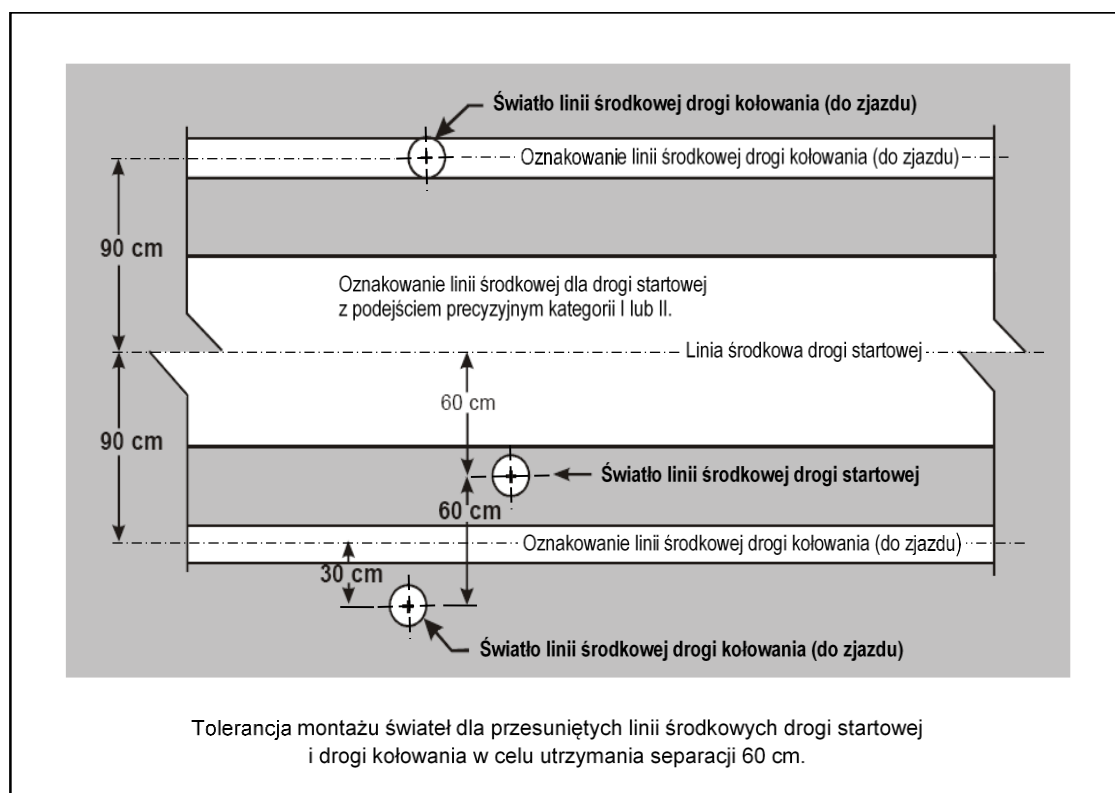 Światło linii środkowej drogi kołowania (do zjazdu)
Oznakowanie linii środkowej drogi kołowania (do zjazdu)
90 cm
Oznakowanie linii środkowej dla drogi startowej
z podejściem precyzyjnym kategorii I lub II.
Linia środkowa drogi startowej
60 cm
90 cm
Światło linii środkowej drogi startowej
60 cm
Oznakowanie linii środkowej drogi kołowania (do zjazdu)
30 cm
Światło linii środkowej drogi kołowania (do zjazdu)
Tolerancja montażu świateł dla przesuniętych linii środkowych drogi startowej
i drogi kołowania w celu utrzymania separacji 60 cm.